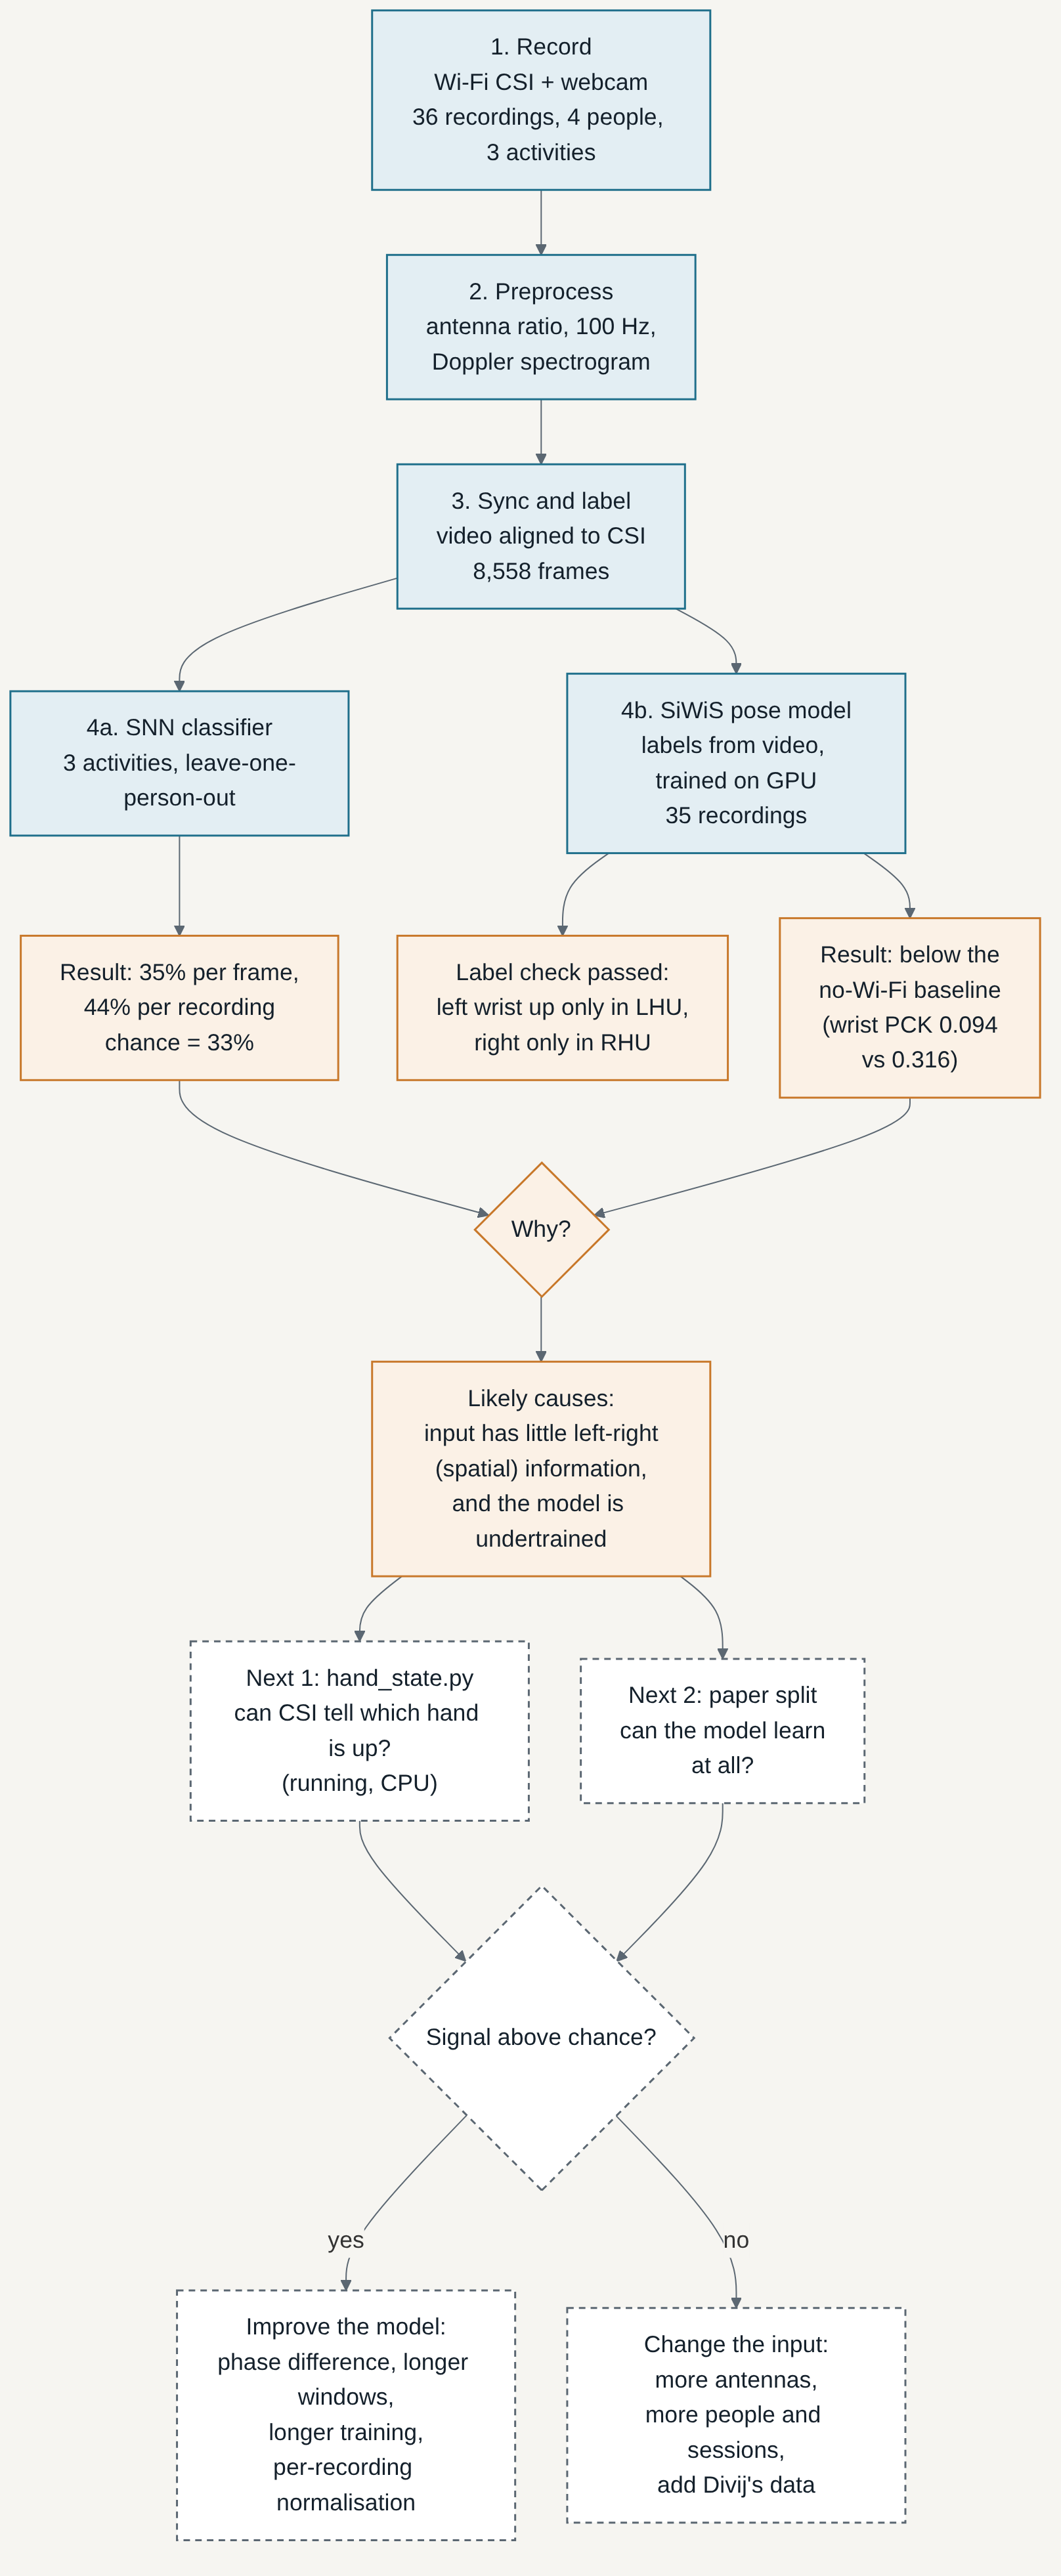 1. Record
Wi-Fi CSI + webcam
36 recordings, 4 people,
3 activities
2. Preprocess
antenna ratio, 100 Hz,
Doppler spectrogram
3. Sync and label
video aligned to CSI
8,558 frames
4a. SNN classifier
3 activities, leave-one-
person-out
4b. SiWiS pose model
labels from video,
trained on GPU
35 recordings
Result: 35% per frame,
44% per recording
chance = 33%
Label check passed:
left wrist up only in LHU,
right only in RHU
Result: below the
no-Wi-Fi baseline
(wrist PCK 0.094
vs 0.316)
Why?
Likely causes:
input has little left-right
(spatial) information,
and the model is
undertrained
Next 1: hand_state.py
can CSI tell which hand
is up?
(running, CPU)
Next 2: paper split
can the model learn
at all?
Signal above chance?
yes
no
Improve the model:
phase difference, longer
windows,
longer training,
per-recording
normalisation
Change the input:
more antennas,
more people and
sessions,
add Divij's data